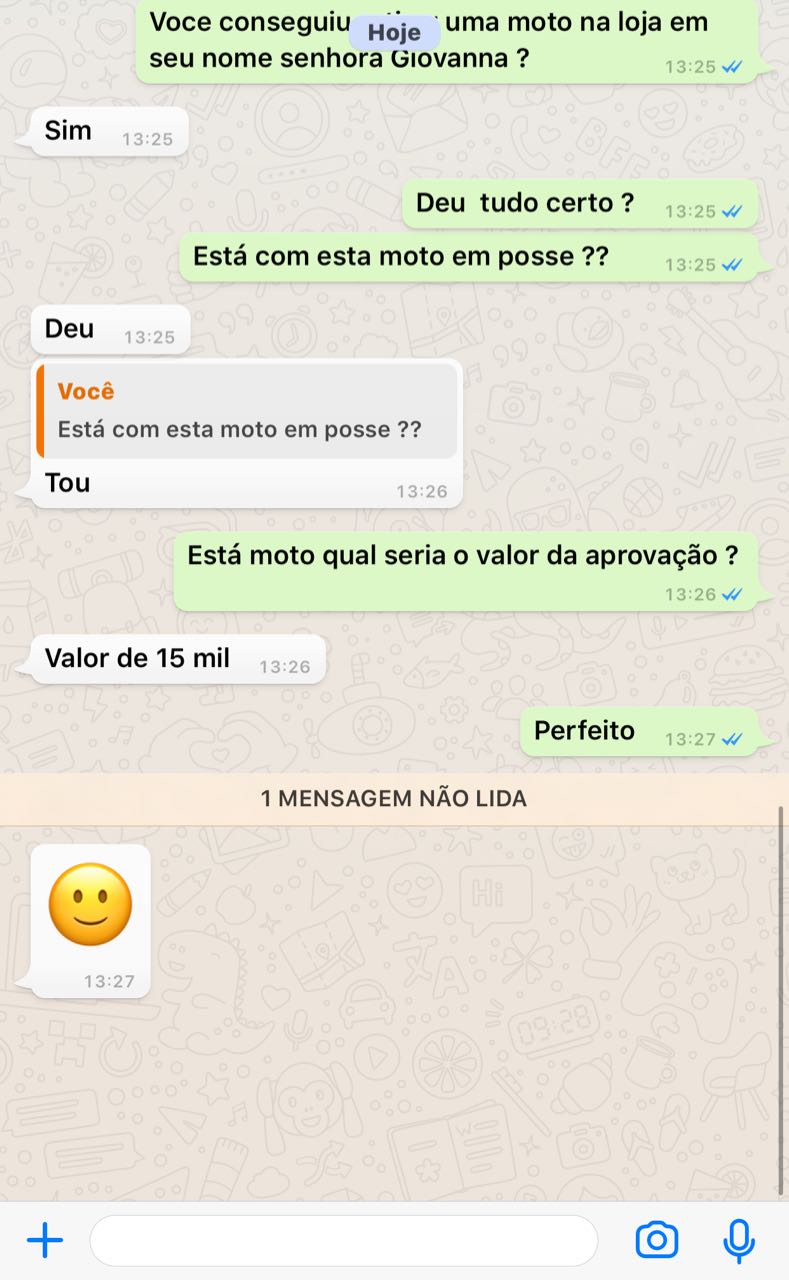 Voce conseguiu uma moto na loja em
Hoje
seu nome senhora Giovanna ?
13:25
Sim
13:25
Deu tudo certo ?
13:25
Está com esta moto em posse ??
13:25
Deu
13:25
Você
Está com esta moto em posse ??
Tou
13:26
Está moto qual seria o valor da aprovação ?
13:26
Valor de 15 mil
13:26
Perfeito
13:27
1 MENSAGEM NÃO LIDA
13:27